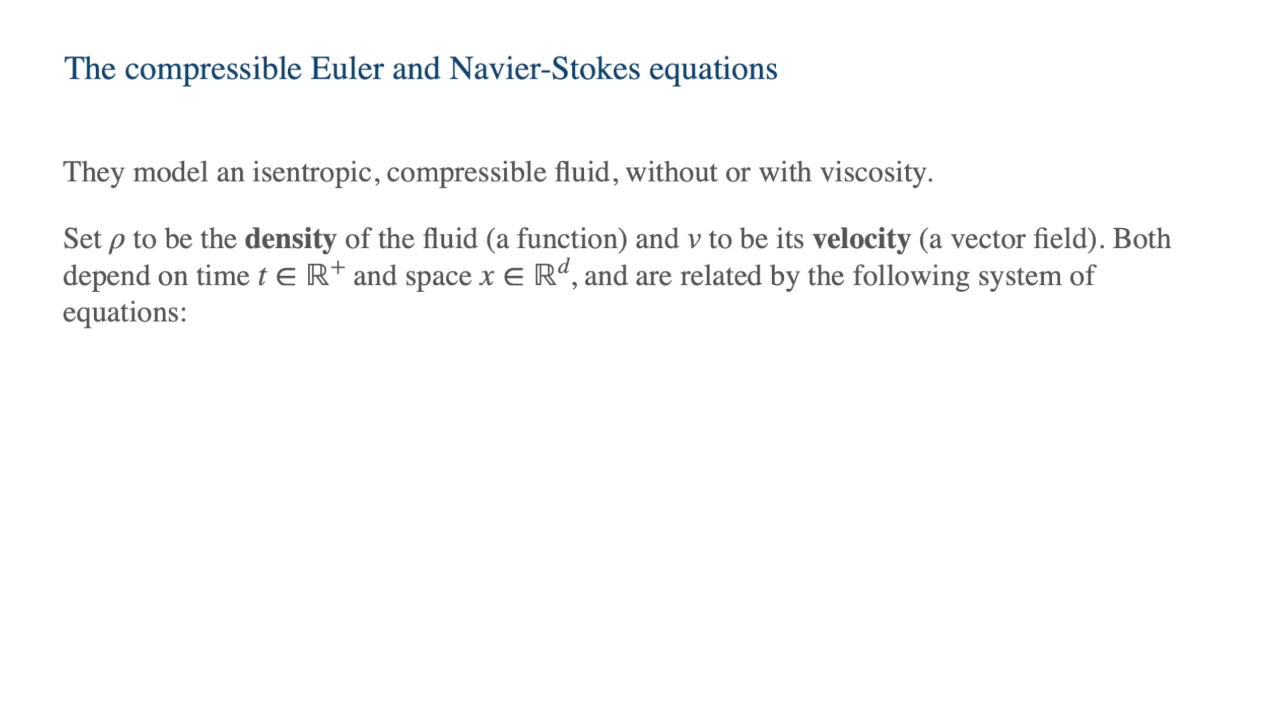 The compressible Euler and Navier-Stokes equations
They model an isentropic, compressible fluid, without or with viscosity.
Set ρ to be the density of the fluid (a function) and v to be its velocity (a vector field). Both
depend on time t ∈ ℝ⁺ and space x ∈ ℝᵈ, and are related by the following system of
equations: